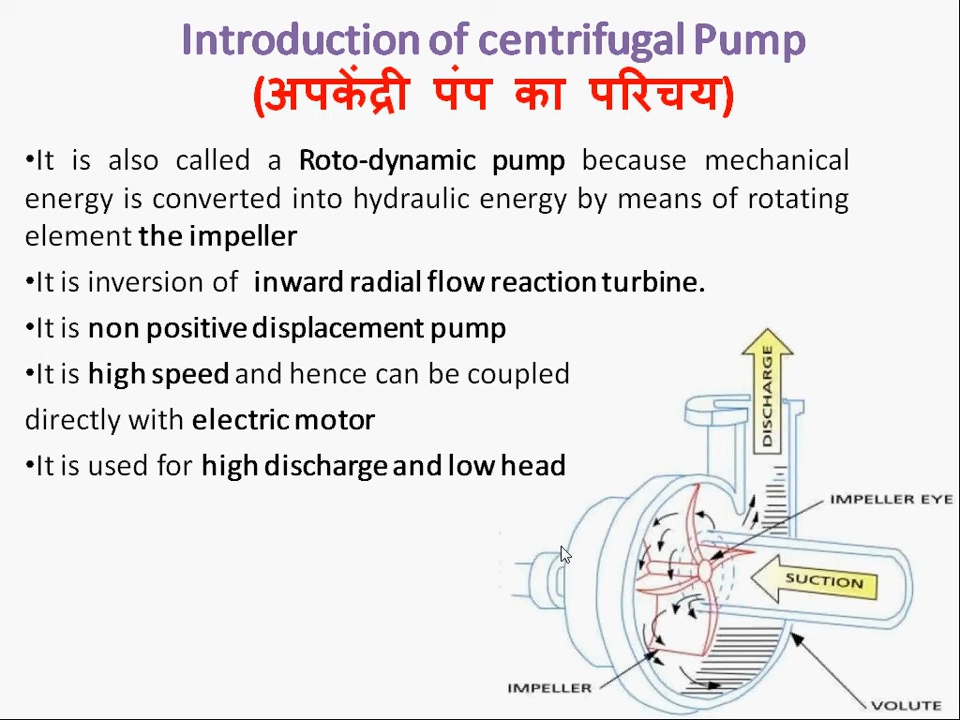 Introduction of centrifugal Pump
(अपकेंद्री पंप का परिचय)
•It is also called a Roto-dynamic pump because mechanical
energy is converted into hydraulic energy by means of rotating
element the impeller
•It is inversion of inward radial flow reaction turbine.
•It is non positive displacement pump
•It is high speed and hence can be coupled
directly with electric motor
•It is used for high discharge and low head
DISCHARGE
IMPELLER EYE
SUCTION
IMPELLER
VOLUTE